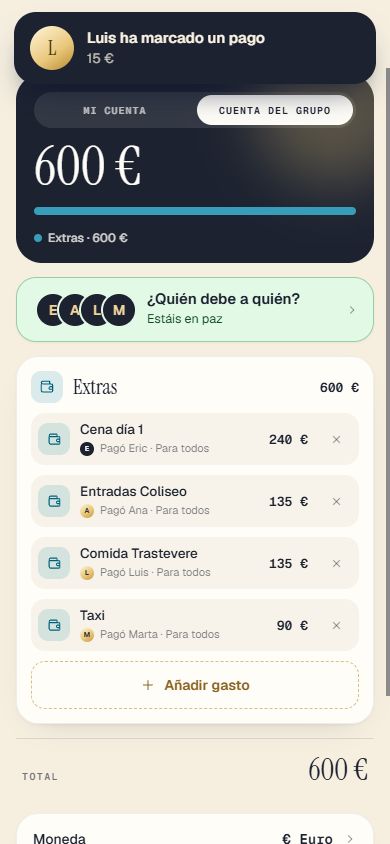 L
Luis ha marcado un pago
15 €
MI CUENTA
CUENTA DEL GRUPO
600 €
Extras · 600 €
E A L M
¿Quién debe a quién?
Estáis en paz
Extras
600 €
Cena día 1
E Pagó Eric · Para todos
240 €
Entradas Coliseo
A Pagó Ana · Para todos
135 €
Comida Trastevere
L Pagó Luis · Para todos
135 €
Taxi
M Pagó Marta · Para todos
90 €
+ Añadir gasto
TOTAL
600 €
Moneda
€ Euro